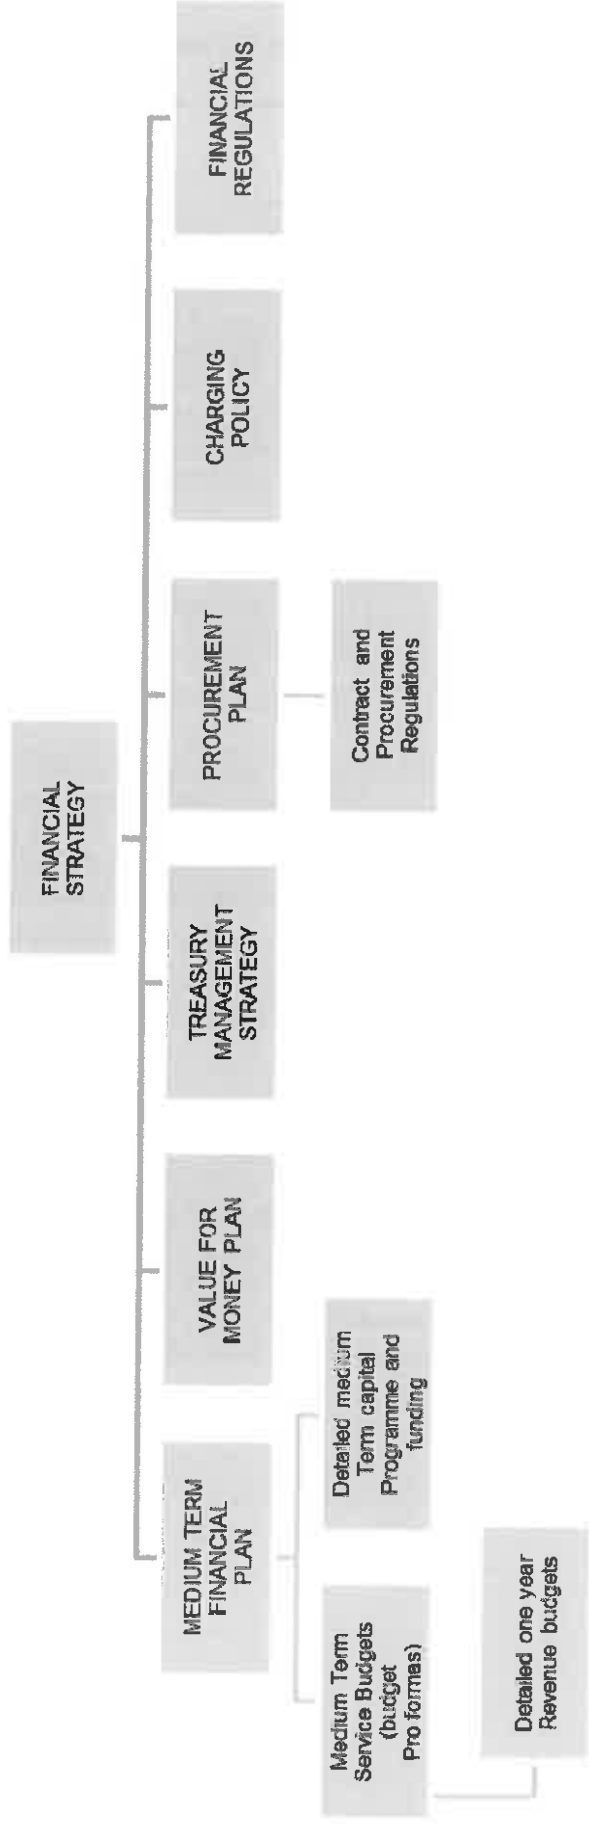 FINANCIAL
STRATEGY
MEDIUM TERM
FINANCIAL
PLAN
VALUE FOR
MONEY PLAN
TREASURY
MANAGEMENT
STRATEGY
PROCUREMENT
PLAN
CHARGING
POLICY
FINANCIAL
REGULATIONS
Medium Term
Service Budgets
(budget
Pro formas)
Detailed medium
Term capital
Programme and
funding
Contract and
Procurement
Regulations
Detailed one year
Revenue budgets